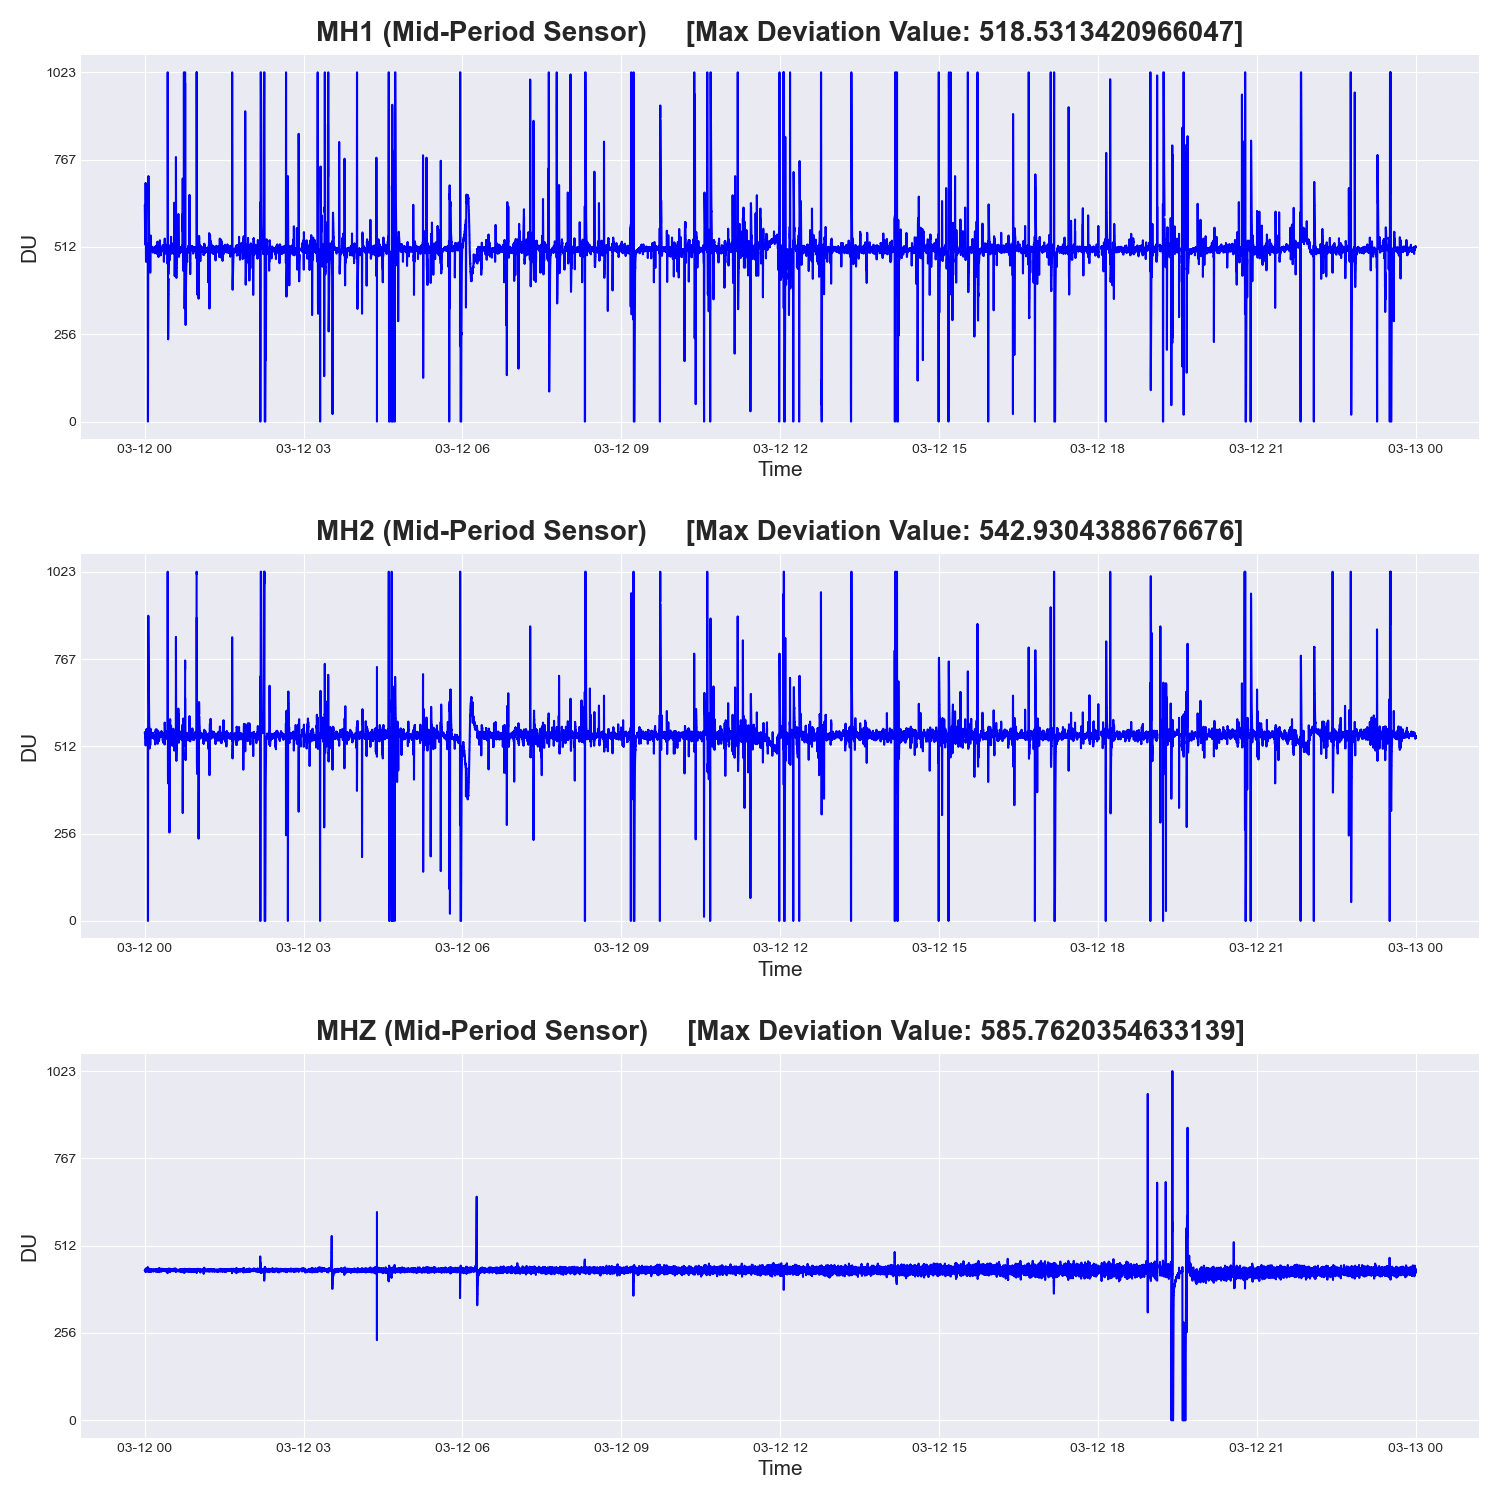 MH1 (Mid-Period Sensor) [Max Deviation Value: 518.5313420966047]
1023
767
512
256
0
DU
03-12 00 03-12 03 03-12 06 03-12 09 03-12 12 03-12 15 03-12 18 03-12 21 03-13 00
Time
MH2 (Mid-Period Sensor) [Max Deviation Value: 542.9304388676676]
1023
767
512
256
0
DU
03-12 00 03-12 03 03-12 06 03-12 09 03-12 12 03-12 15 03-12 18 03-12 21 03-13 00
Time
MHZ (Mid-Period Sensor) [Max Deviation Value: 585.7620354633139]
1023
767
512
256
0
DU
03-12 00 03-12 03 03-12 06 03-12 09 03-12 12 03-12 15 03-12 18 03-12 21 03-13 00
Time